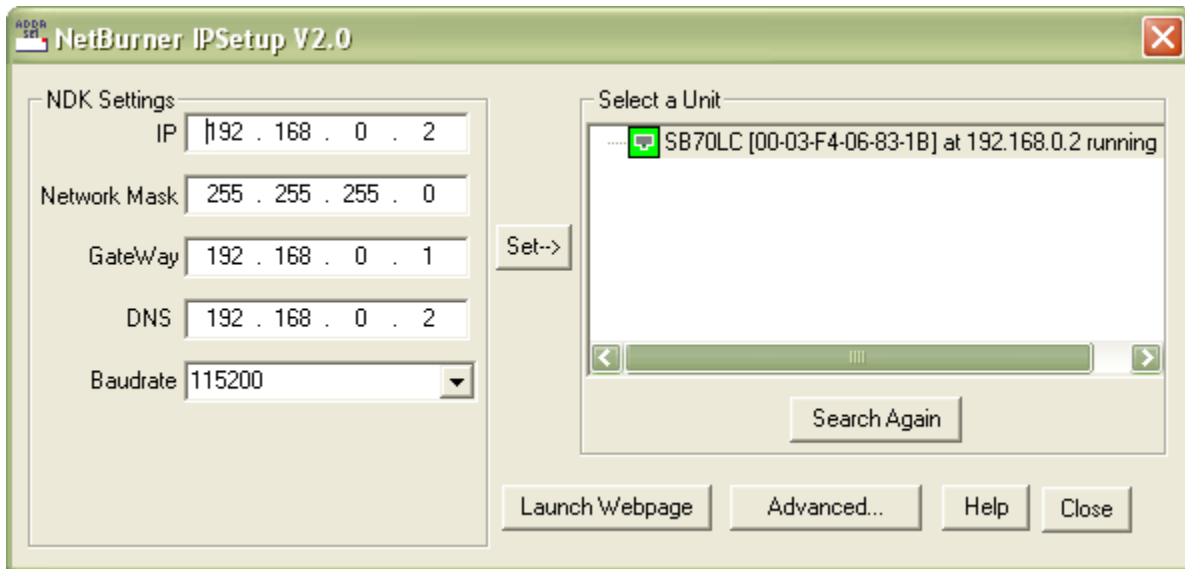 ADDR
SET
NetBurner IPSetup V2.0
NDK Settings
IP 192 . 168 . 0 . 2
Network Mask 255 . 255 . 255 . 0
GateWay 192 . 168 . 0 . 1
DNS 192 . 168 . 0 . 2
Baudrate 115200
Set-->
Select a Unit
SB70LC [00-03-F4-06-83-1B] at 192.168.0.2 running
Search Again
Launch Webpage
Advanced...
Help
Close